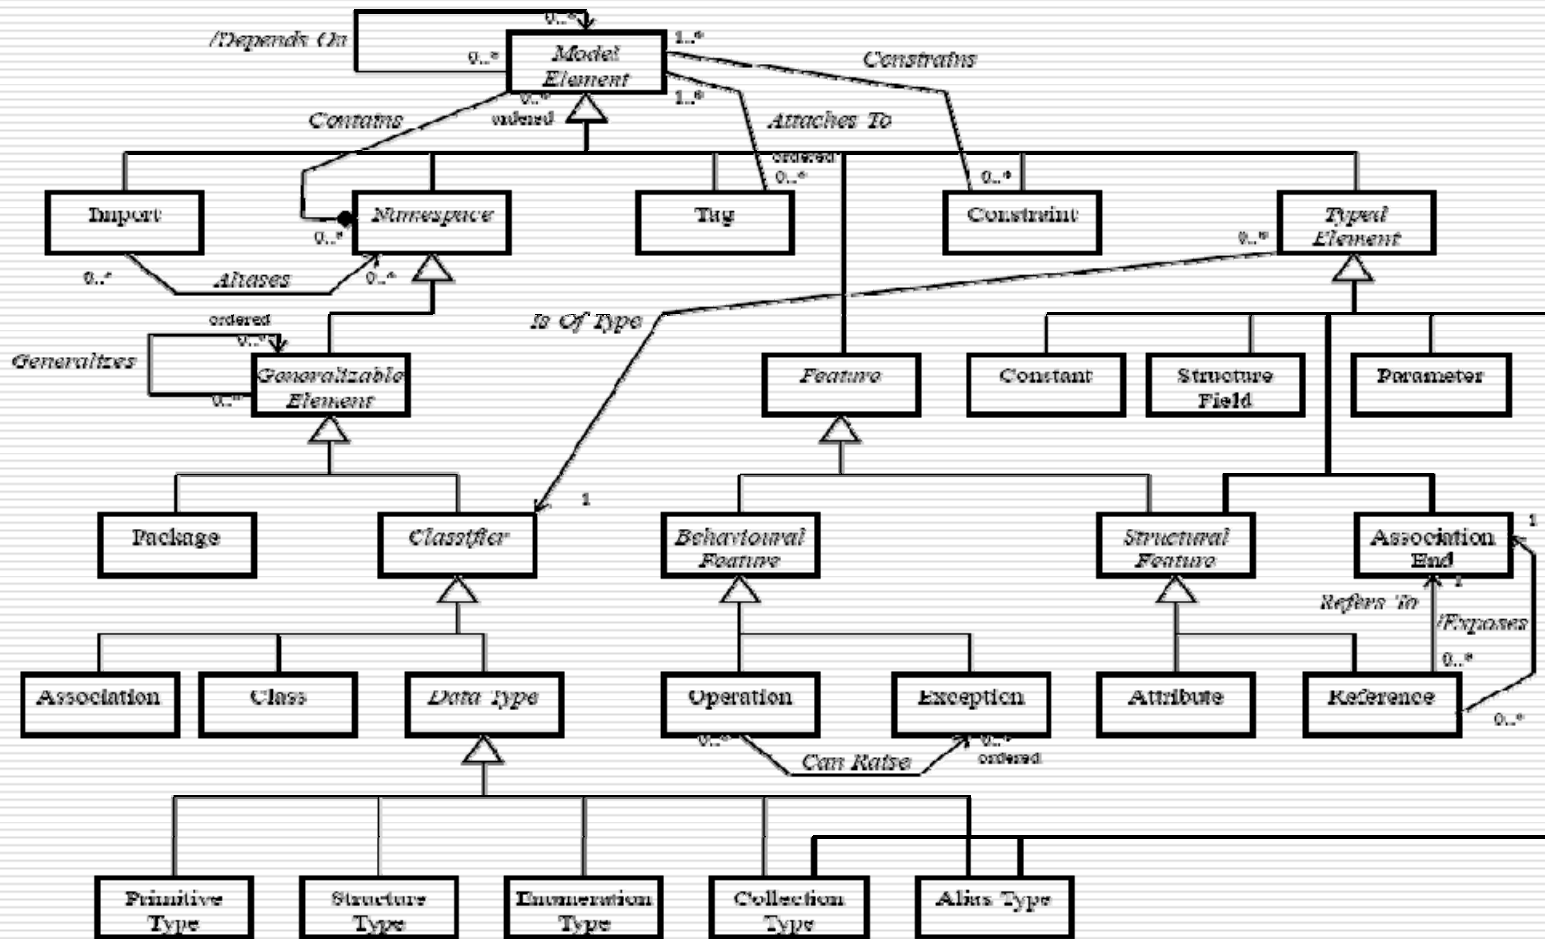 0..*
/Depends On
0..*
Model
Element
1..*
Constrains
0..*
ordered
1..*
Contains
Attaches To
ordered
0..*
0..*
Import
Namespace
Tag
Constraint
Typed
Element
0..*
0..*
0..*
Aliases
0..*
Is Of Type
ordered
0..*
Generalizes
Generalizable
Element
0..*
Feature
Constant
Structure
Field
Parameter
1
Package
Classifier
Behavioural
Feature
Structural
Feature
Association
End
1
1
Refers To
/Exposes
0..*
Association
Class
Data Type
Operation
Exception
Attribute
Reference
0..*
0..*
Can Raise
0..*
ordered
Primitive
Type
Structure
Type
Enumeration
Type
Collection
Type
Alias Type